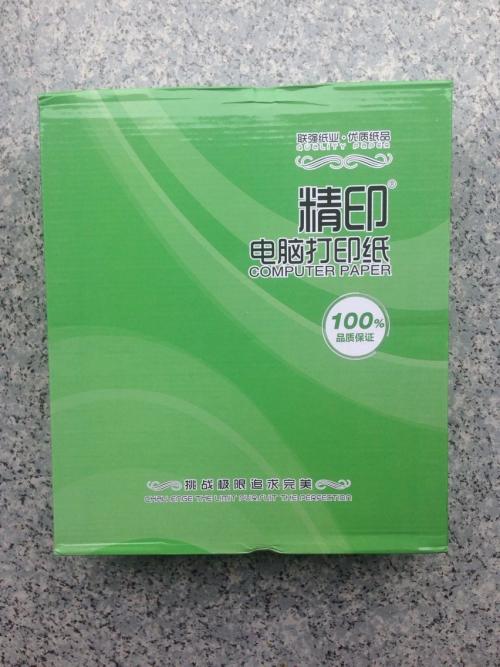 联强纸业·优质纸品
QUALITY PAPER
精印®
电脑打印纸
COMPUTER PAPER
100%
品质保证
挑战极限追求完美
CHALLENGE THE LIMIT PURSUIT THE PERFECTION